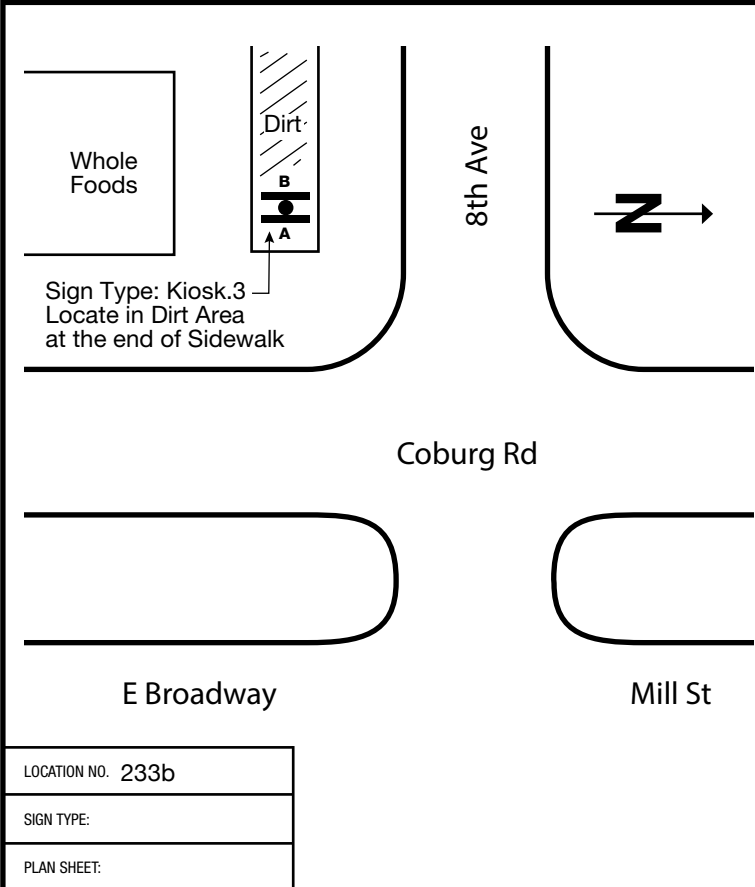 Whole
Foods
Dirt
B
A
8th Ave
N
Sign Type: Kiosk.3
Locate in Dirt Area
at the end of Sidewalk
Coburg Rd
E Broadway
Mill St
LOCATION NO. 233b
SIGN TYPE:
PLAN SHEET: